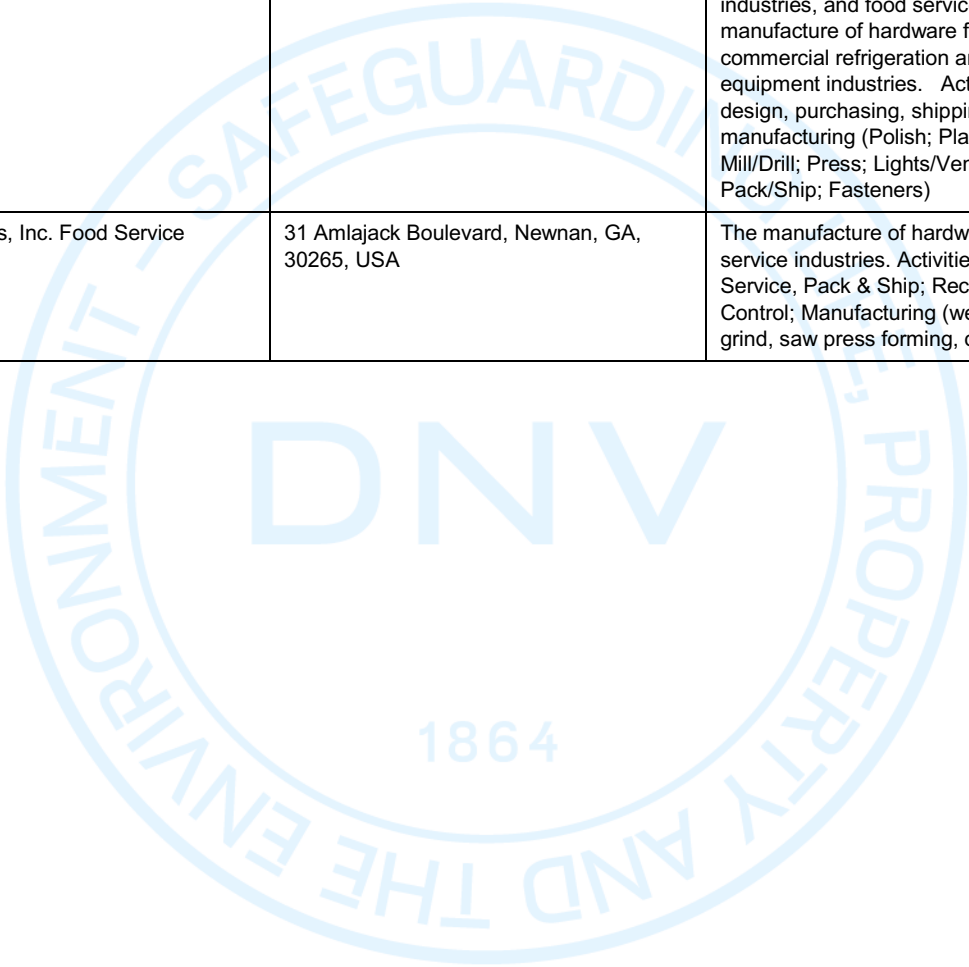 industries, and food servic
manufacture of hardware f
commercial refrigeration a
equipment industries. Act
design, purchasing, shippi
manufacturing (Polish; Pla
Mill/Drill; Press; Lights/Ver
Pack/Ship; Fasteners)
s, Inc. Food Service
31 Amlajack Boulevard, Newnan, GA,
30265, USA
The manufacture of hardw
service industries. Activitie
Service, Pack & Ship; Rec
Control; Manufacturing (we
grind, saw press forming,
SAFEGUARDING LIFE, PROPERTY AND THE ENVIRONMENT –
DNV
1864